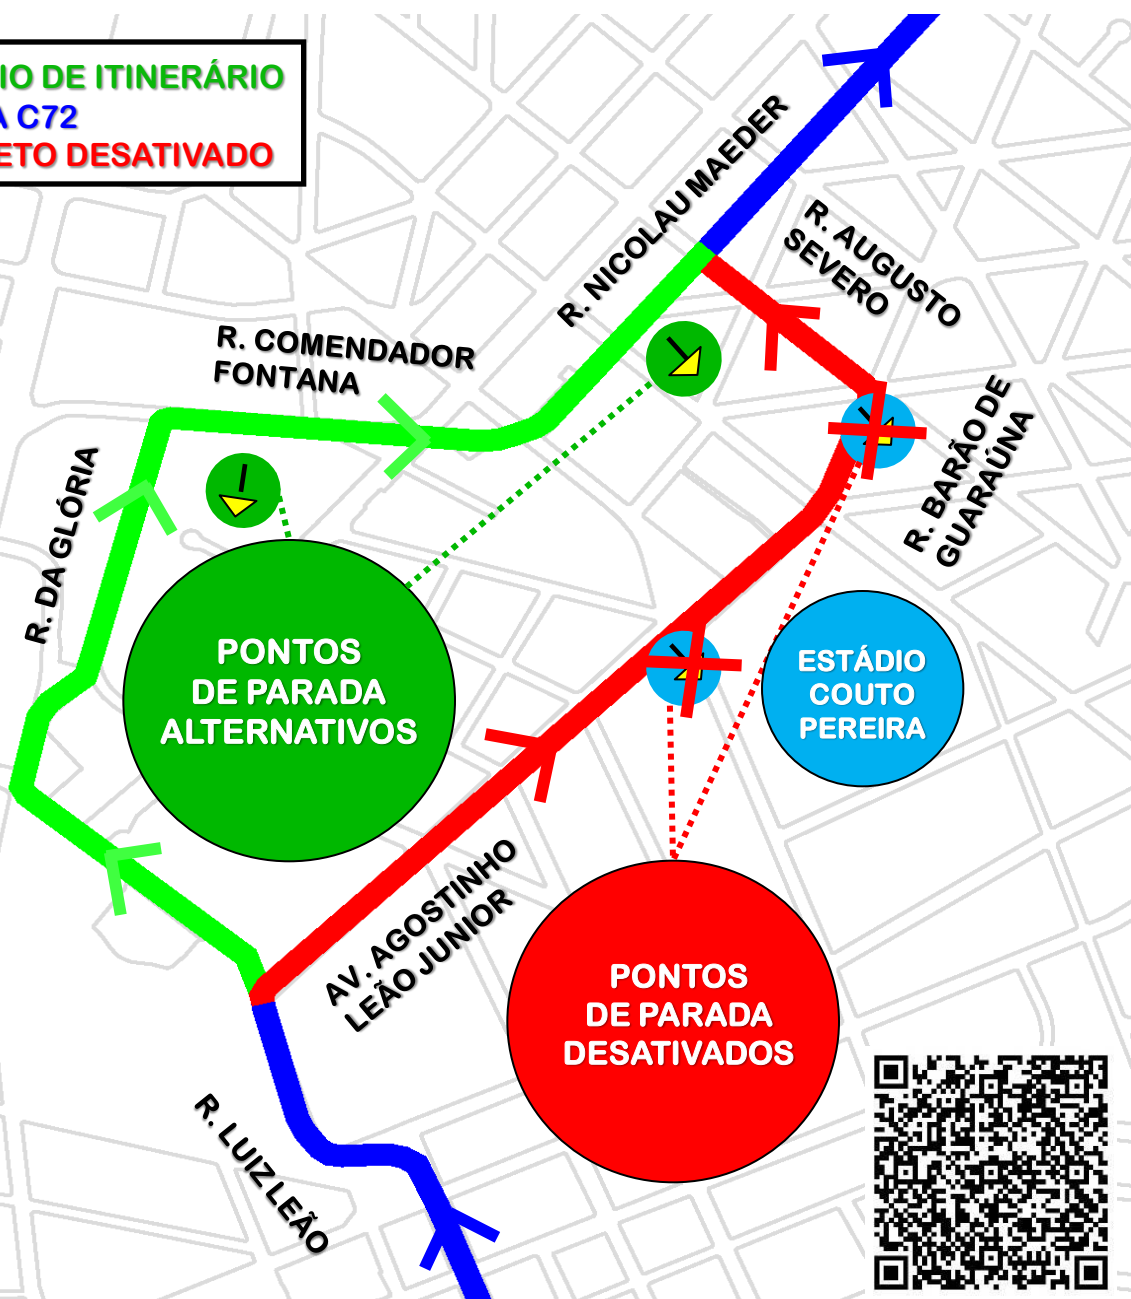 IO DE ITINERÁRIO
A C72
ETO DESATIVADO
R. NICOLAU MAEDER
R. AUGUSTO
SEVERO
R. COMENDADOR
FONTANA
R. BARÃO DE
GUARAÚNA
R. DA GLÓRIA
PONTOS
DE PARADA
ALTERNATIVOS
ESTÁDIO
COUTO
PEREIRA
AV. AGOSTINHO
LEÃO JUNIOR
PONTOS
DE PARADA
DESATIVADOS
R. LUIZ LEÃO